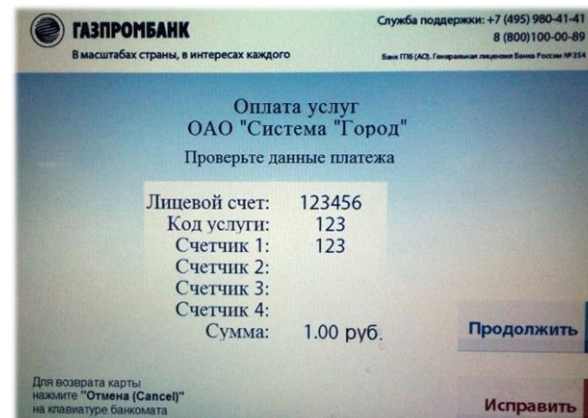 ГАЗПРОМБАНК
В масштабах страны, в интересах каждого
Служба поддержки: +7 (495) 980-41-41
8 (800)100-00-89
Банк ГПБ (АО). Генеральная лицензия Банка России № 354
Оплата услуг
ОАО "Система "Город"
Проверьте данные платежа
Лицевой счет: 123456
Код услуги: 123
Счетчик 1: 123
Счетчик 2:
Счетчик 3:
Счетчик 4:
Сумма: 1.00 руб.
Продолжить
Для возврата карты
нажмите "Отмена (Cancel)"
на клавиатуре банкомата
Исправить